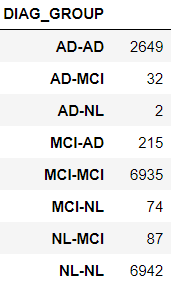 DIAG_GROUP
AD-AD 2649
AD-MCI 32
AD-NL 2
MCI-AD 215
MCI-MCI 6935
MCI-NL 74
NL-MCI 87
NL-NL 6942